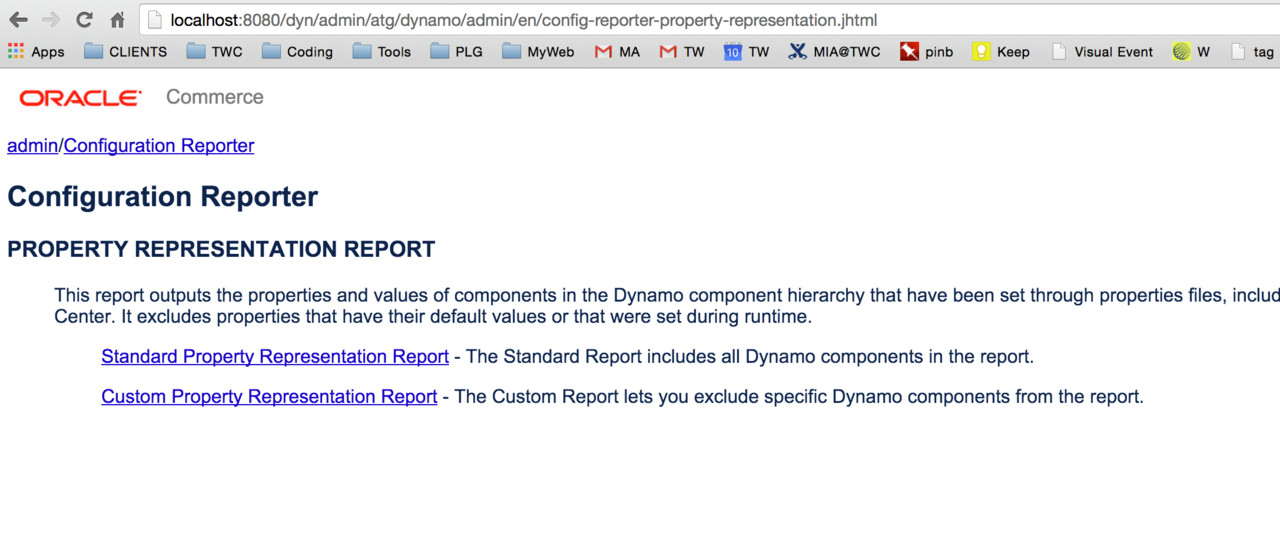 localhost:8080/dyn/admin/atg/dynamo/admin/en/config-reporter-property-representation.jhtml
Apps CLIENTS TWC Coding Tools PLG MyWeb MA TW 10 TW MIA@TWC pinb Keep Visual Event W tag
ORACLE Commerce
admin/Configuration Reporter
Configuration Reporter
PROPERTY REPRESENTATION REPORT
This report outputs the properties and values of components in the Dynamo component hierarchy that have been set through properties files, includ
Center. It excludes properties that have their default values or that were set during runtime.
Standard Property Representation Report - The Standard Report includes all Dynamo components in the report.
Custom Property Representation Report - The Custom Report lets you exclude specific Dynamo components from the report.